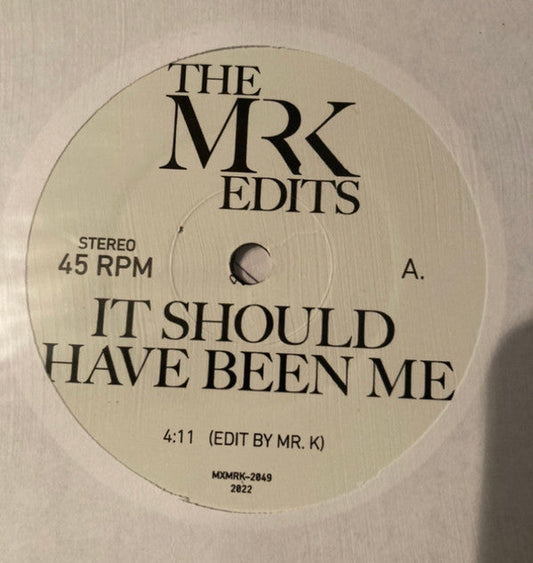 THE
MRK
EDITS
STEREO
45 RPM
A.
IT SHOULD
HAVE BEEN ME
4:11 (EDIT BY MR. K)
MXMRK-2049
2022